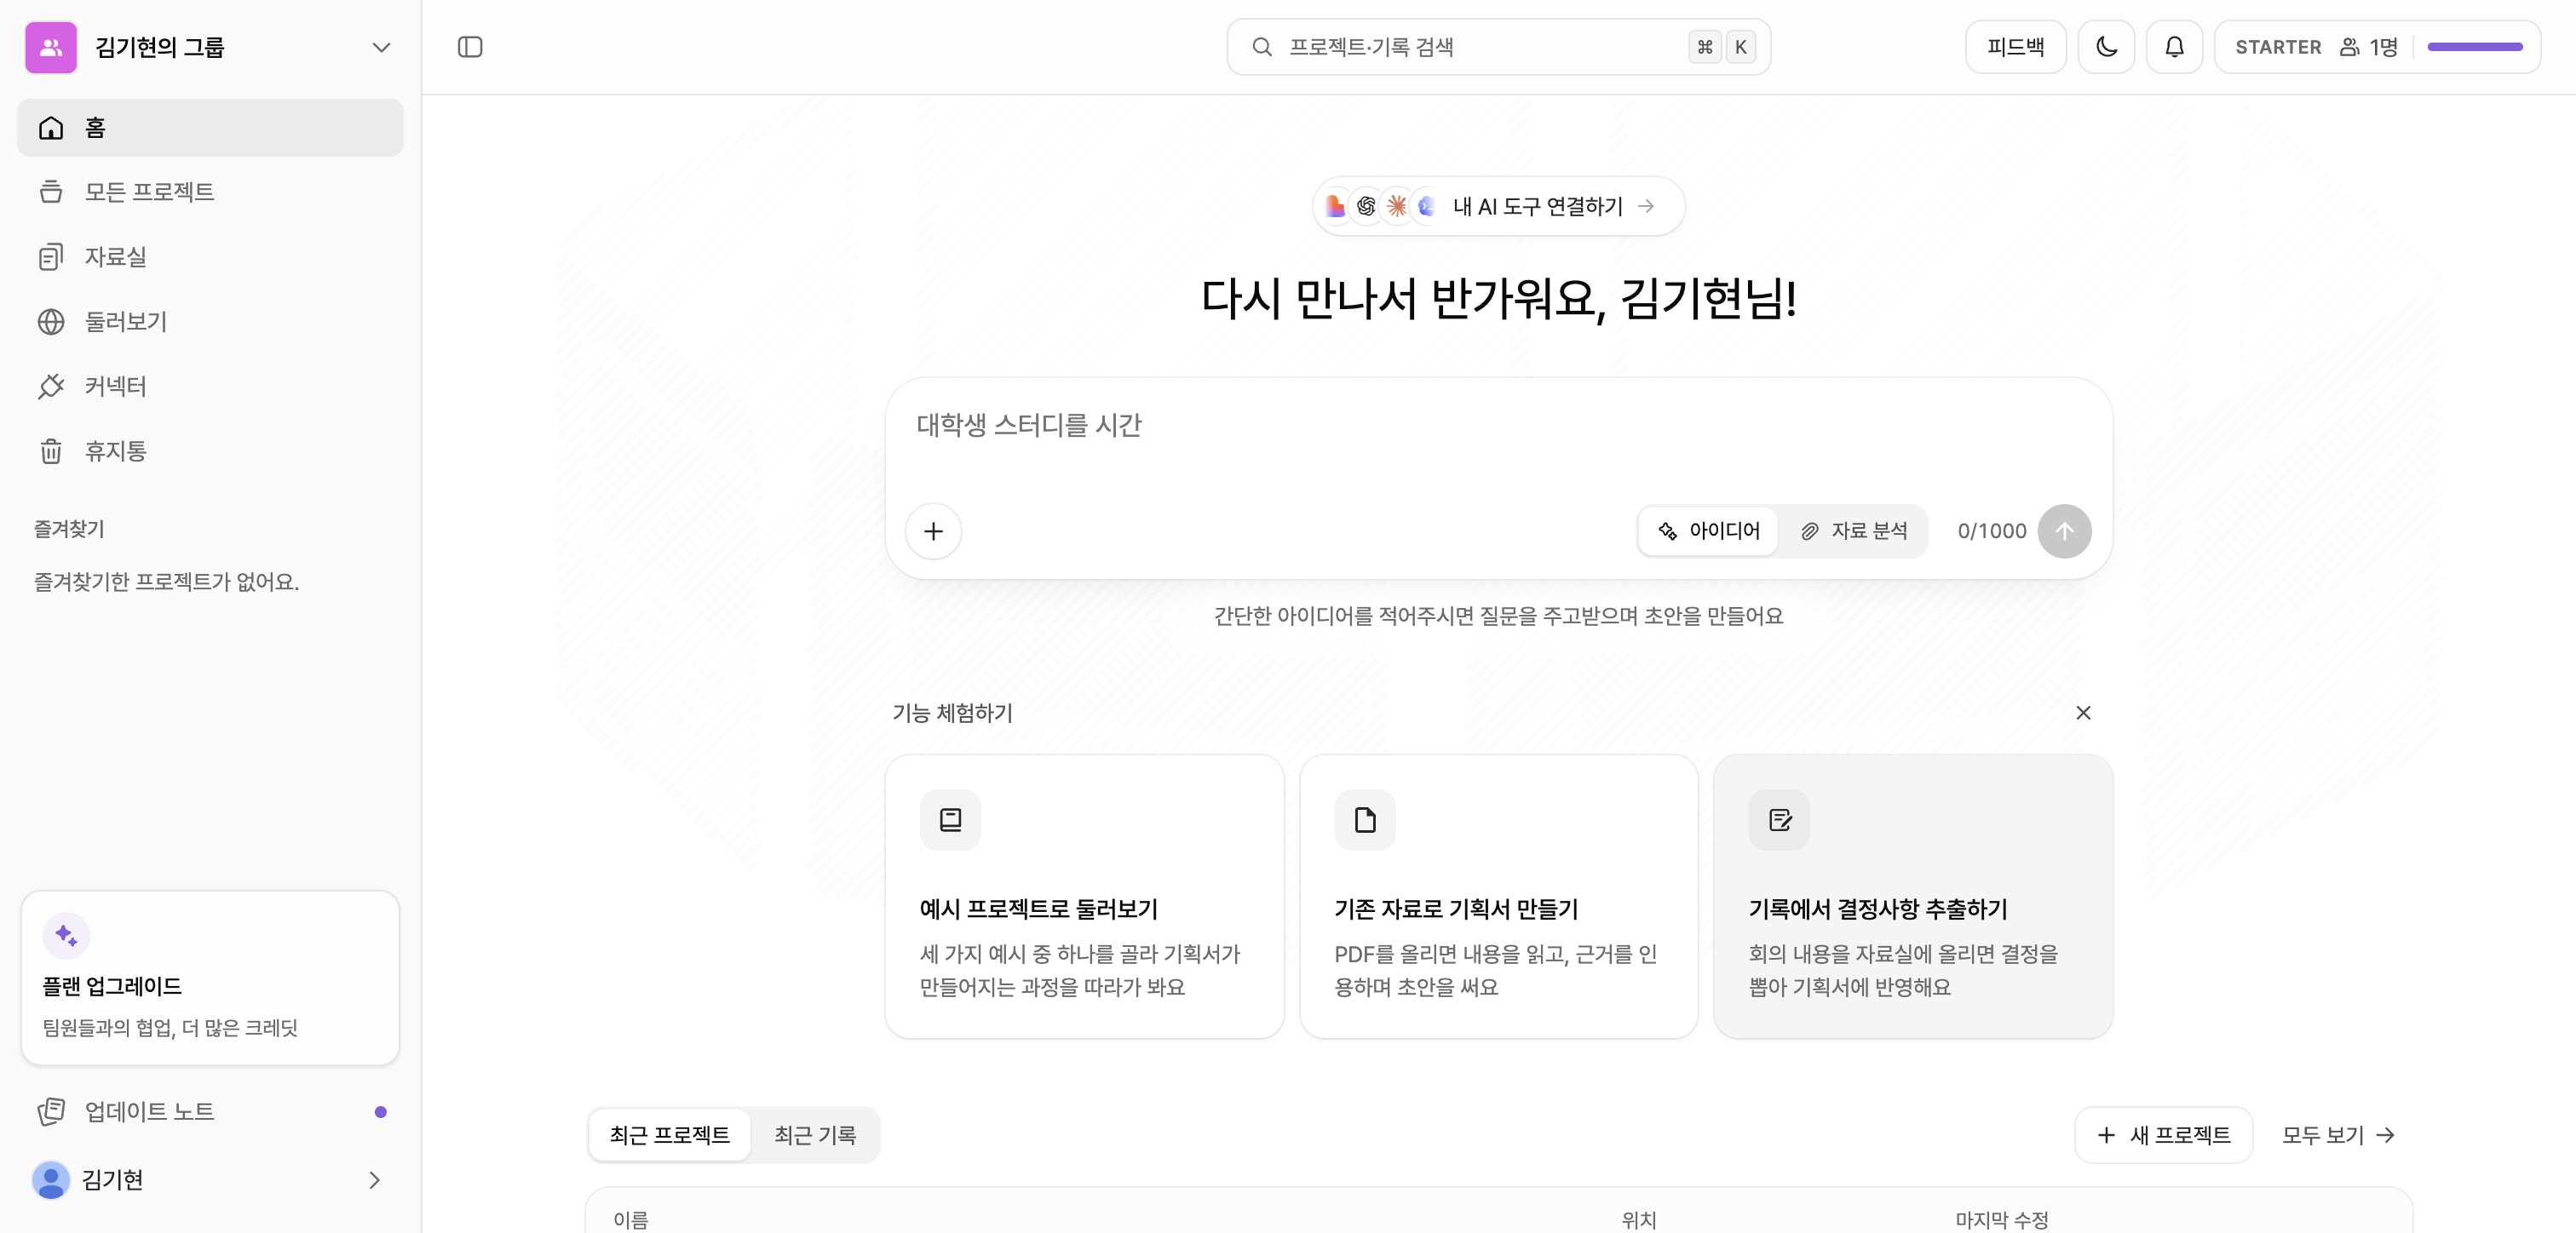 김기현의 그룹
홈
모든 프로젝트
자료실
둘러보기
커넥터
휴지통
즐겨찾기
즐겨찾기한 프로젝트가 없어요.
플랜 업그레이드
팀원들과의 협업, 더 많은 크레딧
업데이트 노트
김기현
프로젝트·기록 검색
⌘ K
피드백
STARTER 1명
내 AI 도구 연결하기
다시 만나서 반가워요, 김기현님!
대학생 스터디를 시간
아이디어
자료 분석
0/1000
간단한 아이디어를 적어주시면 질문을 주고받으며 초안을 만들어요
기능 체험하기
예시 프로젝트로 둘러보기
세 가지 예시 중 하나를 골라 기획서가
만들어지는 과정을 따라가 봐요
기존 자료로 기획서 만들기
PDF를 올리면 내용을 읽고, 근거를 인
용하며 초안을 써요
기록에서 결정사항 추출하기
회의 내용을 자료실에 올리면 결정을
뽑아 기획서에 반영해요
최근 프로젝트
최근 기록
새 프로젝트
모두 보기
이름
위치
마지막 수정